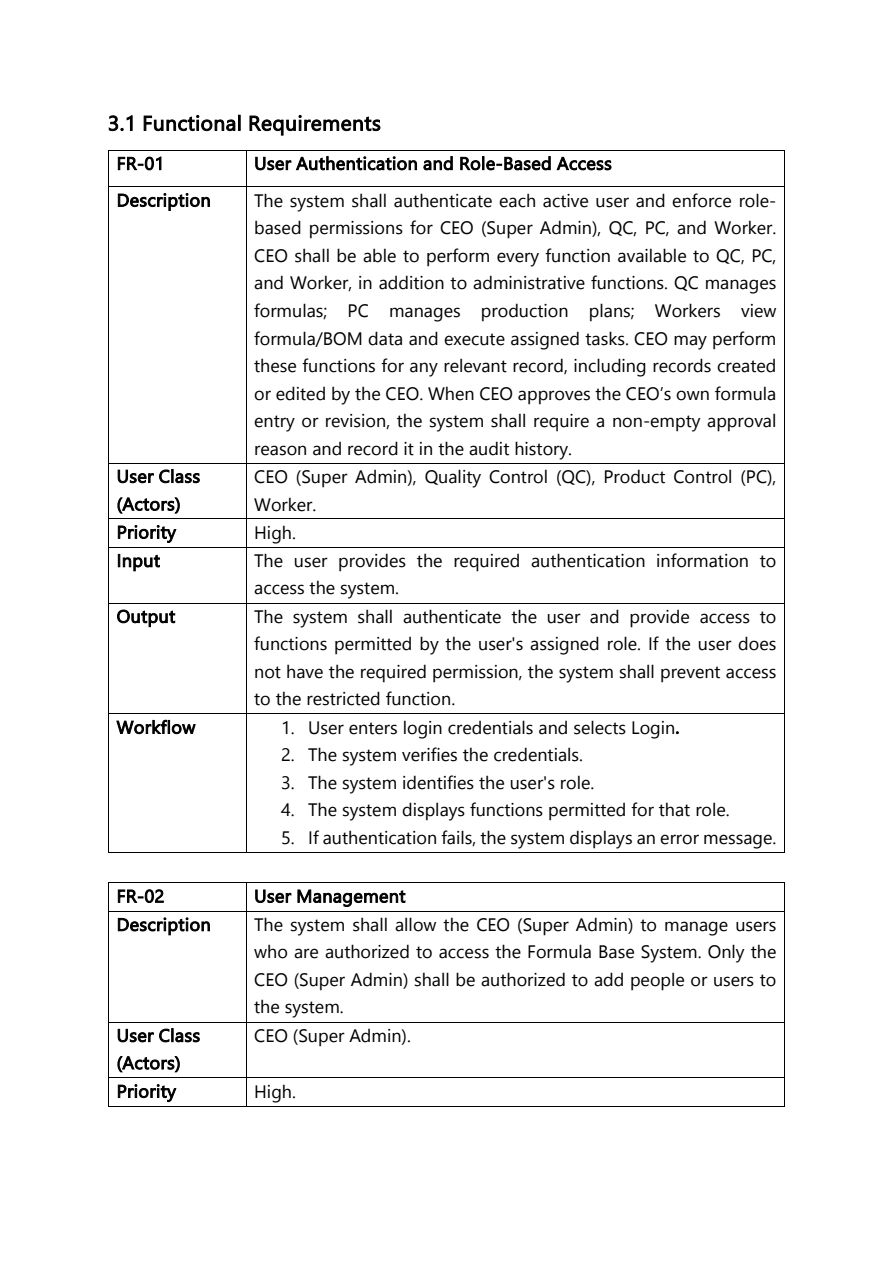 3.1 Functional Requirements
FR-01 User Authentication and Role-Based Access
Description The system shall authenticate each active user and enforce role-
based permissions for CEO (Super Admin), QC, PC, and Worker.
CEO shall be able to perform every function available to QC, PC,
and Worker, in addition to administrative functions. QC manages
formulas; PC manages production plans; Workers view
formula/BOM data and execute assigned tasks. CEO may perform
these functions for any relevant record, including records created
or edited by the CEO. When CEO approves the CEO’s own formula
entry or revision, the system shall require a non-empty approval
reason and record it in the audit history.
User Class CEO (Super Admin), Quality Control (QC), Product Control (PC),
(Actors) Worker.
Priority High.
Input The user provides the required authentication information to
access the system.
Output The system shall authenticate the user and provide access to
functions permitted by the user's assigned role. If the user does
not have the required permission, the system shall prevent access
to the restricted function.
Workflow 1. User enters login credentials and selects Login.
2. The system verifies the credentials.
3. The system identifies the user's role.
4. The system displays functions permitted for that role.
5. If authentication fails, the system displays an error message.
FR-02 User Management
Description The system shall allow the CEO (Super Admin) to manage users
who are authorized to access the Formula Base System. Only the
CEO (Super Admin) shall be authorized to add people or users to
the system.
User Class CEO (Super Admin).
(Actors)
Priority High.